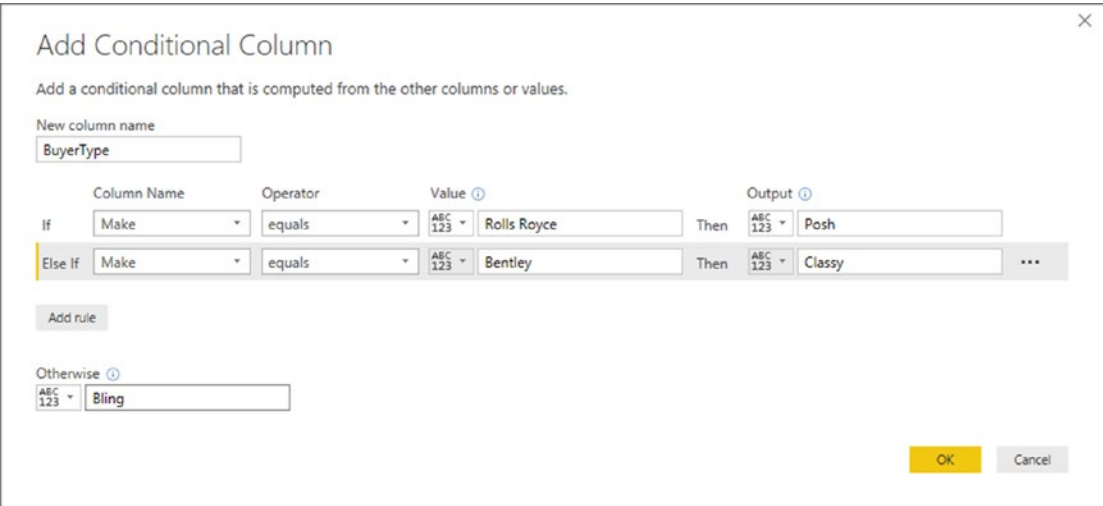 Add Conditional Column
Add a conditional column that is computed from the other columns or values.
New column name
BuyerType
Column Name Operator Value Output
If Make equals ABC 123 Rolls Royce Then ABC 123 Posh
Else If Make equals ABC 123 Bentley Then ABC 123 Classy ...
Add rule
Otherwise
ABC 123 Bling
OK Cancel